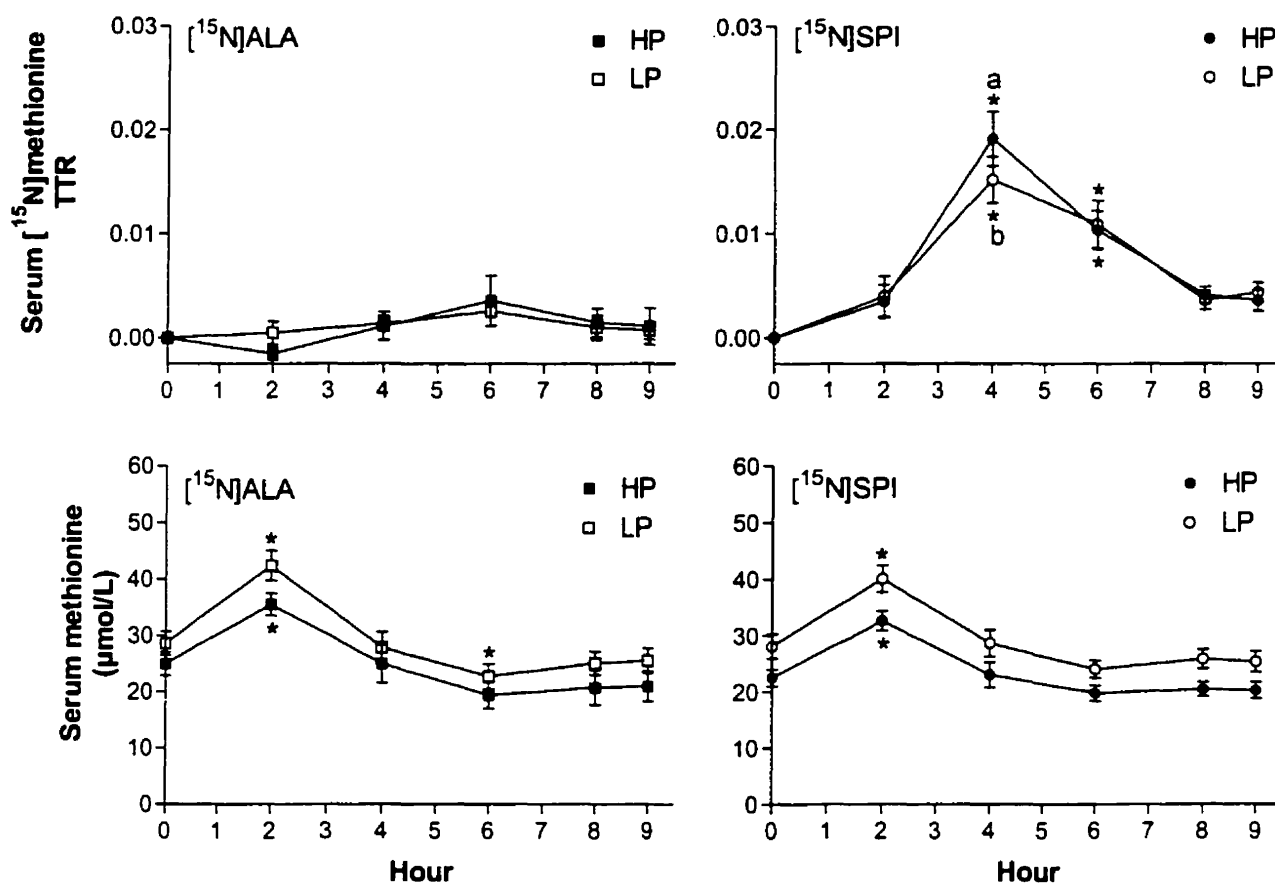 [¹⁵N]ALA
HP
LP
0.03
0.02
0.01
0.00
Serum [¹⁵N]methionine
TTR
0 1 2 3 4 5 6 7 8 9
[¹⁵N]SPI
HP
LP
0.03
0.02
0.01
0.00
a
*
*
b
*
*
0 1 2 3 4 5 6 7 8 9
[¹⁵N]ALA
HP
LP
60
50
40
30
20
10
0
Serum methionine
(µmol/L)
*
*
*
0 1 2 3 4 5 6 7 8 9
Hour
[¹⁵N]SPI
HP
LP
60
50
40
30
20
10
0
*
*
0 1 2 3 4 5 6 7 8 9
Hour